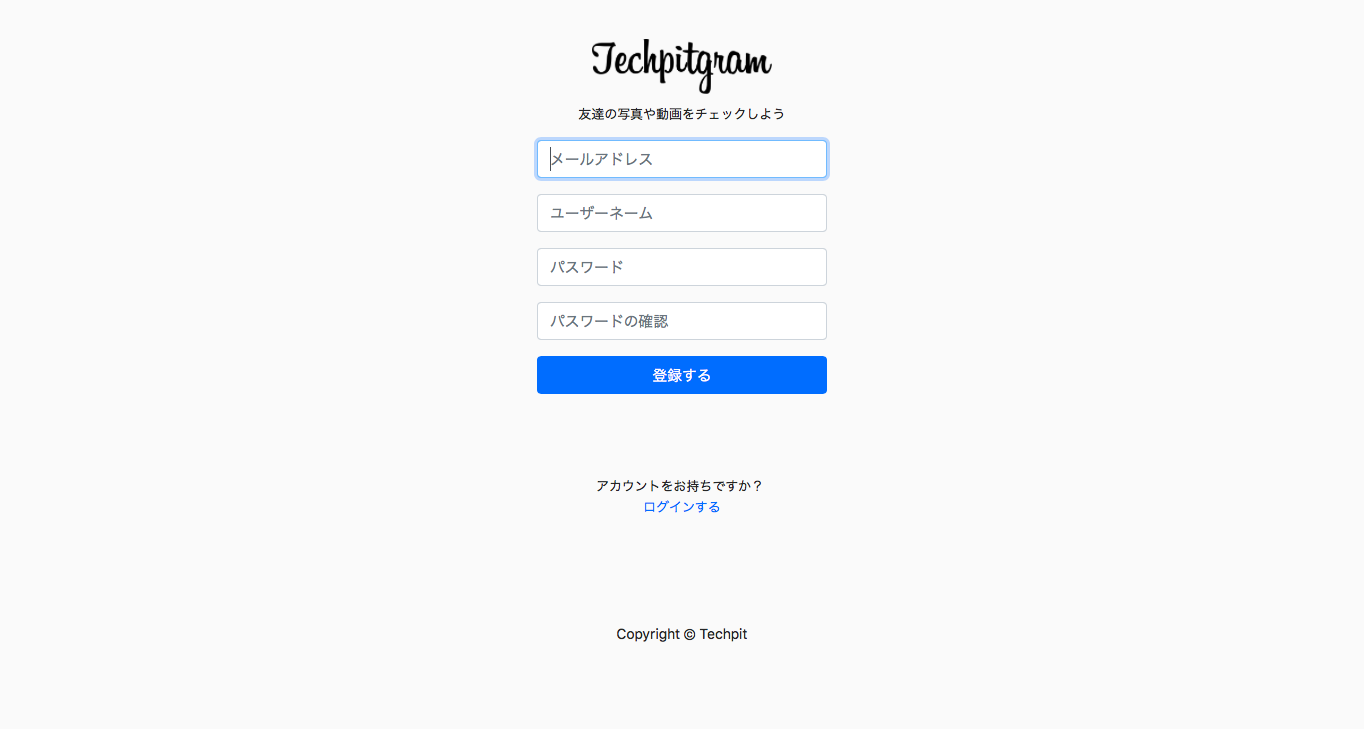 Techpitgram
友達の写真や動画をチェックしよう
メールアドレス
ユーザーネーム
パスワード
パスワードの確認
登録する
アカウントをお持ちですか？
ログインする
Copyright © Techpit